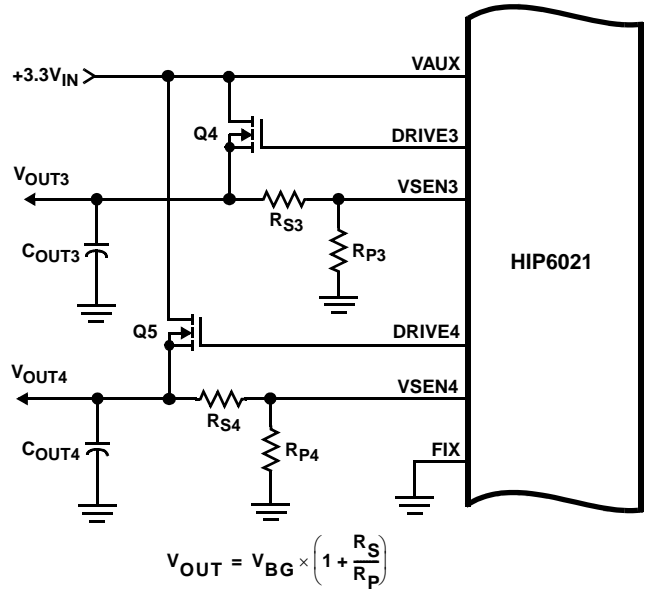 +3.3VIN
VAUX
Q4
DRIVE3
VOUT3
VSEN3
RS3
COUT3
RP3
HIP6021
Q5
DRIVE4
VOUT4
VSEN4
RS4
COUT4
RP4
FIX
VOUT = VBG × (1 + RS/RP)